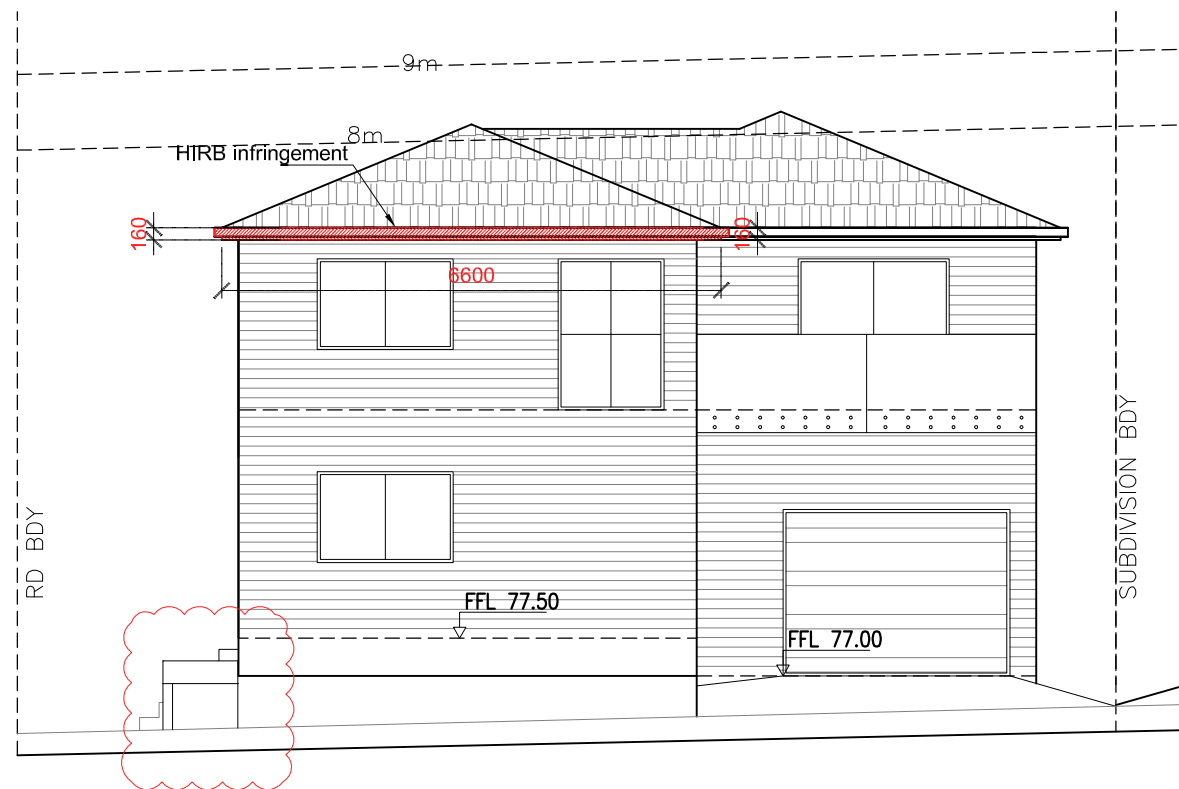 9m
8m
HIRB infringement
160
160
6600
RD BDY
SUBDIVISION BDY
FFL 77.50
FFL 77.00